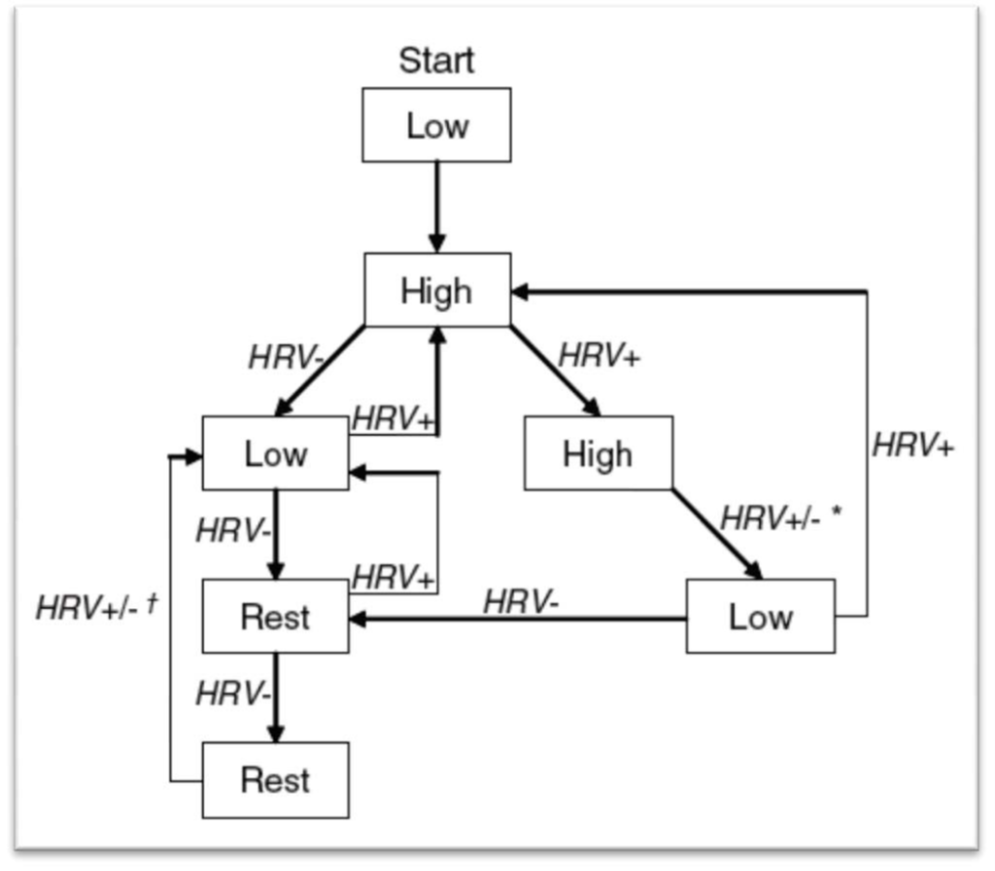 Start
Low
High
HRV-
HRV+
HRV+
Low
High
HRV+
HRV-
HRV+/- *
HRV+/- †
HRV+
Rest
HRV-
Low
HRV-
Rest